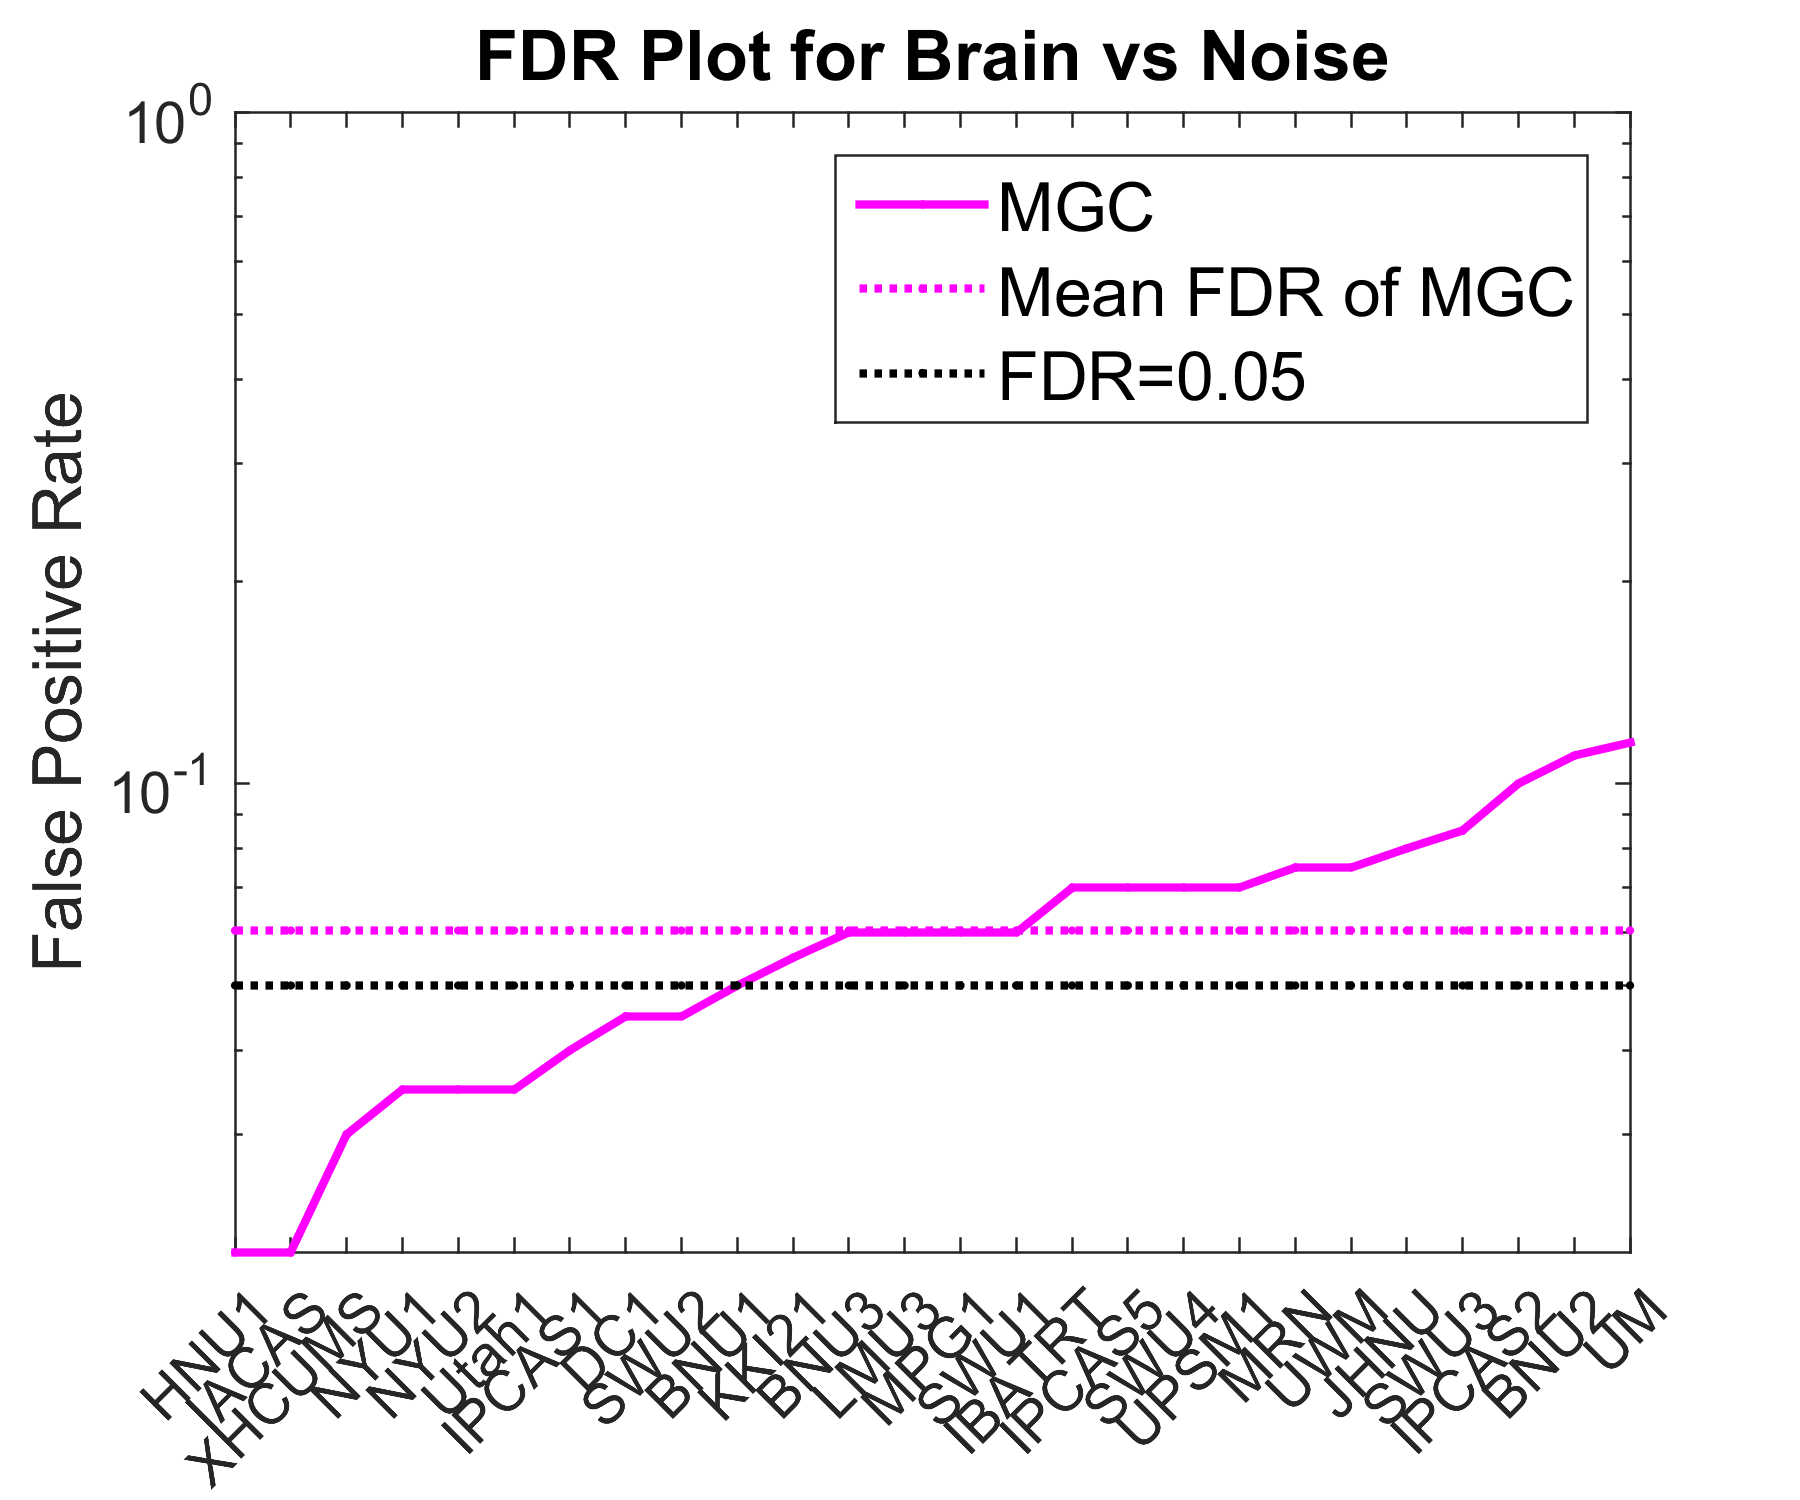 FDR Plot for Brain vs Noise
10^0
MGC
Mean FDR of MGC
FDR=0.05
False Positive Rate
10^-1
HNU1
IACAS
XHCUMS
NYU1
NYU2
Utah1
IPCAS1
DC1
SWU2
BNU1
KKI21
BNU3
LMU3
MPG1
SWU1
IBATRT
IPCAS5
SWU4
UPSM1
MRN
UWM
JHNU
SWU3
IPCAS2
BNU2
UM